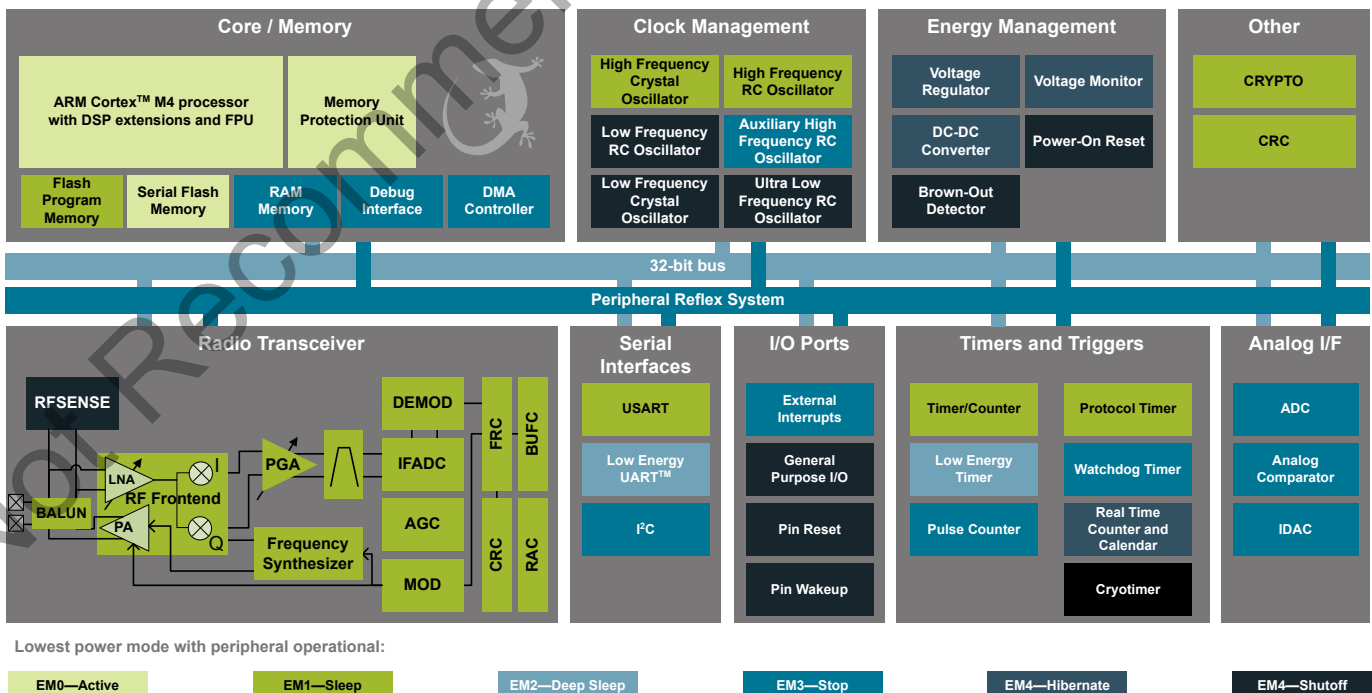 Core / Memory
ARM Cortex™ M4 processor
with DSP extensions and FPU
Memory
Protection Unit
Flash
Program
Memory
Serial Flash
Memory
RAM
Memory
Debug
Interface
DMA
Controller
Clock Management
High Frequency
Crystal
Oscillator
High Frequency
RC Oscillator
Low Frequency
RC Oscillator
Auxiliary High
Frequency RC
Oscillator
Low Frequency
Crystal
Oscillator
Ultra Low
Frequency RC
Oscillator
Energy Management
Voltage
Regulator
Voltage Monitor
DC-DC
Converter
Power-On Reset
Brown-Out
Detector
Other
CRYPTO
CRC
32-bit bus
Peripheral Reflex System
Radio Transceiver
RFSENSE
LNA
I
RF Frontend
BALUN
PA
Q
PGA
Frequency
Synthesizer
DEMOD
IFADC
AGC
MOD
FRC
BUFC
CRC
RAC
Serial
Interfaces
USART
Low Energy
UART™
I²C
I/O Ports
External
Interrupts
General
Purpose I/O
Pin Reset
Pin Wakeup
Timers and Triggers
Timer/Counter
Protocol Timer
Low Energy
Timer
Watchdog Timer
Pulse Counter
Real Time
Counter and
Calendar
Cryotimer
Analog I/F
ADC
Analog
Comparator
IDAC
Lowest power mode with peripheral operational:
EM0—Active
EM1—Sleep
EM2—Deep Sleep
EM3—Stop
EM4—Hibernate
EM4—Shutoff